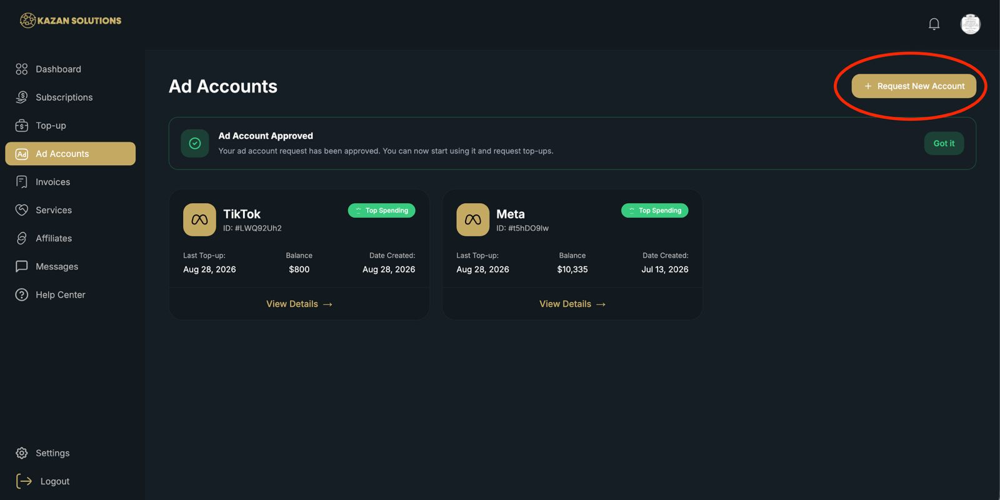 KAZAN SOLUTIONS
Dashboard
Subscriptions
Top-up
Ad Ad Accounts
Invoices
Services
Affiliates
Messages
Help Center
Settings
Logout
Ad Accounts
+ Request New Account
Ad Account Approved
Your ad account request has been approved. You can now start using it and request top-ups.
Got it
TikTok
Top Spending
ID: #LWQ92Uh2
Last Top-up: Balance Date Created:
Aug 28, 2026 $800 Aug 28, 2026
View Details →
Meta
Top Spending
ID: #t5hDO9lw
Last Top-up: Balance Date Created:
Aug 28, 2026 $10,335 Jul 13, 2026
View Details →